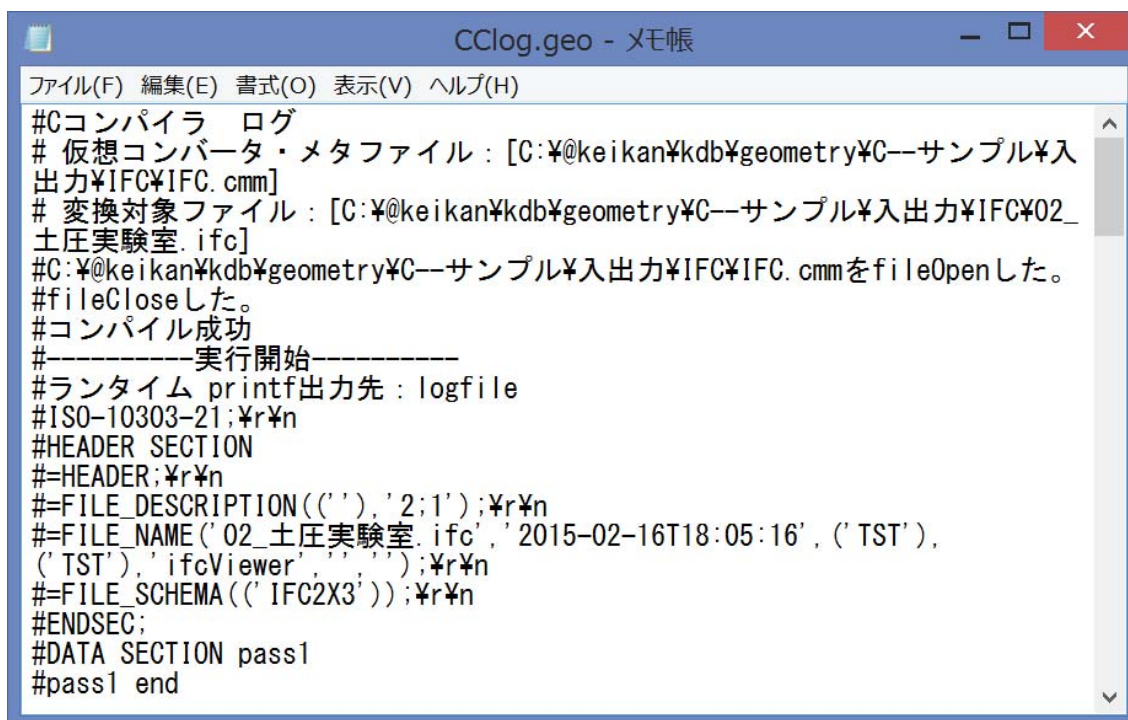 CClog.geo - メモ帳
ファイル(F) 編集(E) 書式(O) 表示(V) ヘルプ(H)
#Cコンパイラ　ログ
# 仮想コンバータ・メタファイル：[C:¥@keikan¥kdb¥geometry¥C--サンプル¥入
出力¥IFC¥IFC.cmm]
# 変換対象ファイル：[C:¥@keikan¥kdb¥geometry¥C--サンプル¥入出力¥IFC¥02_
土圧実験室.ifc]
#C:¥@keikan¥kdb¥geometry¥C--サンプル¥入出力¥IFC¥IFC.cmmをfileOpenした。
#fileCloseした。
#コンパイル成功
#----------実行開始----------
#ランタイム printf出力先：logfile
#ISO-10303-21;¥r¥n
#HEADER SECTION
#=HEADER;¥r¥n
#=FILE_DESCRIPTION((''),'2;1');¥r¥n
#=FILE_NAME('02_土圧実験室.ifc','2015-02-16T18:05:16',('TST'),
('TST'),'ifcViewer','','');¥r¥n
#=FILE_SCHEMA(('IFC2X3'));¥r¥n
#ENDSEC;
#DATA SECTION pass1
#pass1 end